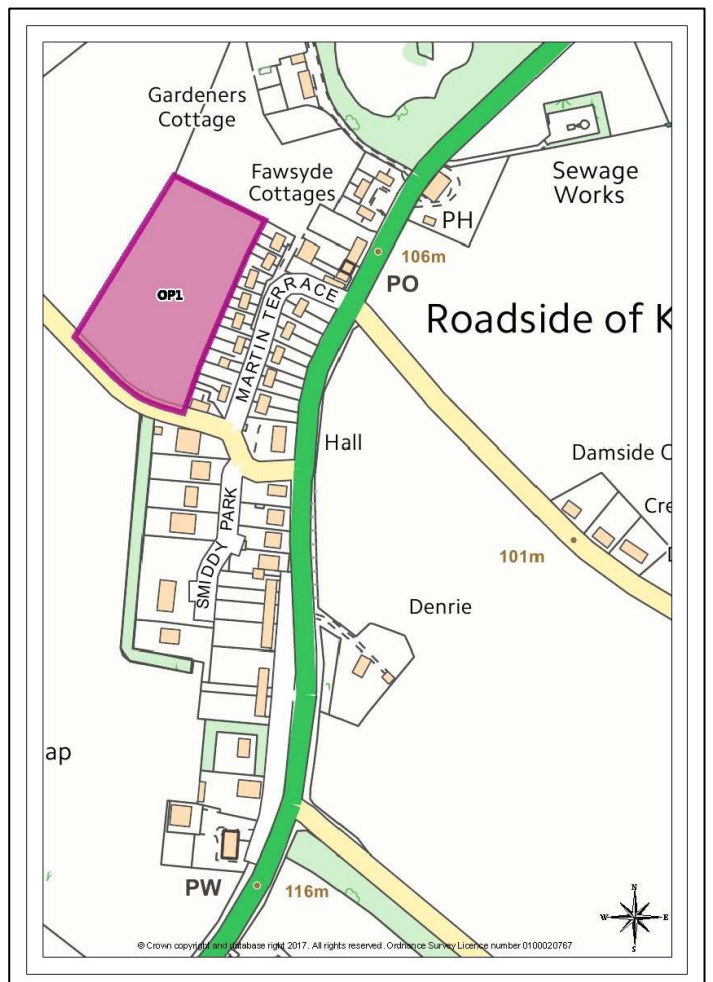 Gardeners
Cottage
Fawsyde
Cottages
Sewage
Works
PH
106m
PO
OP1
MARTIN TERRACE
Roadside of K
Hall
Damside C
Cre
101m
SMIDDY PARK
Denrie
ap
PW
116m
N
W
E
S
© Crown copyright and database right 2017. All rights reserved. Ordnance Survey Licence number 0100020767